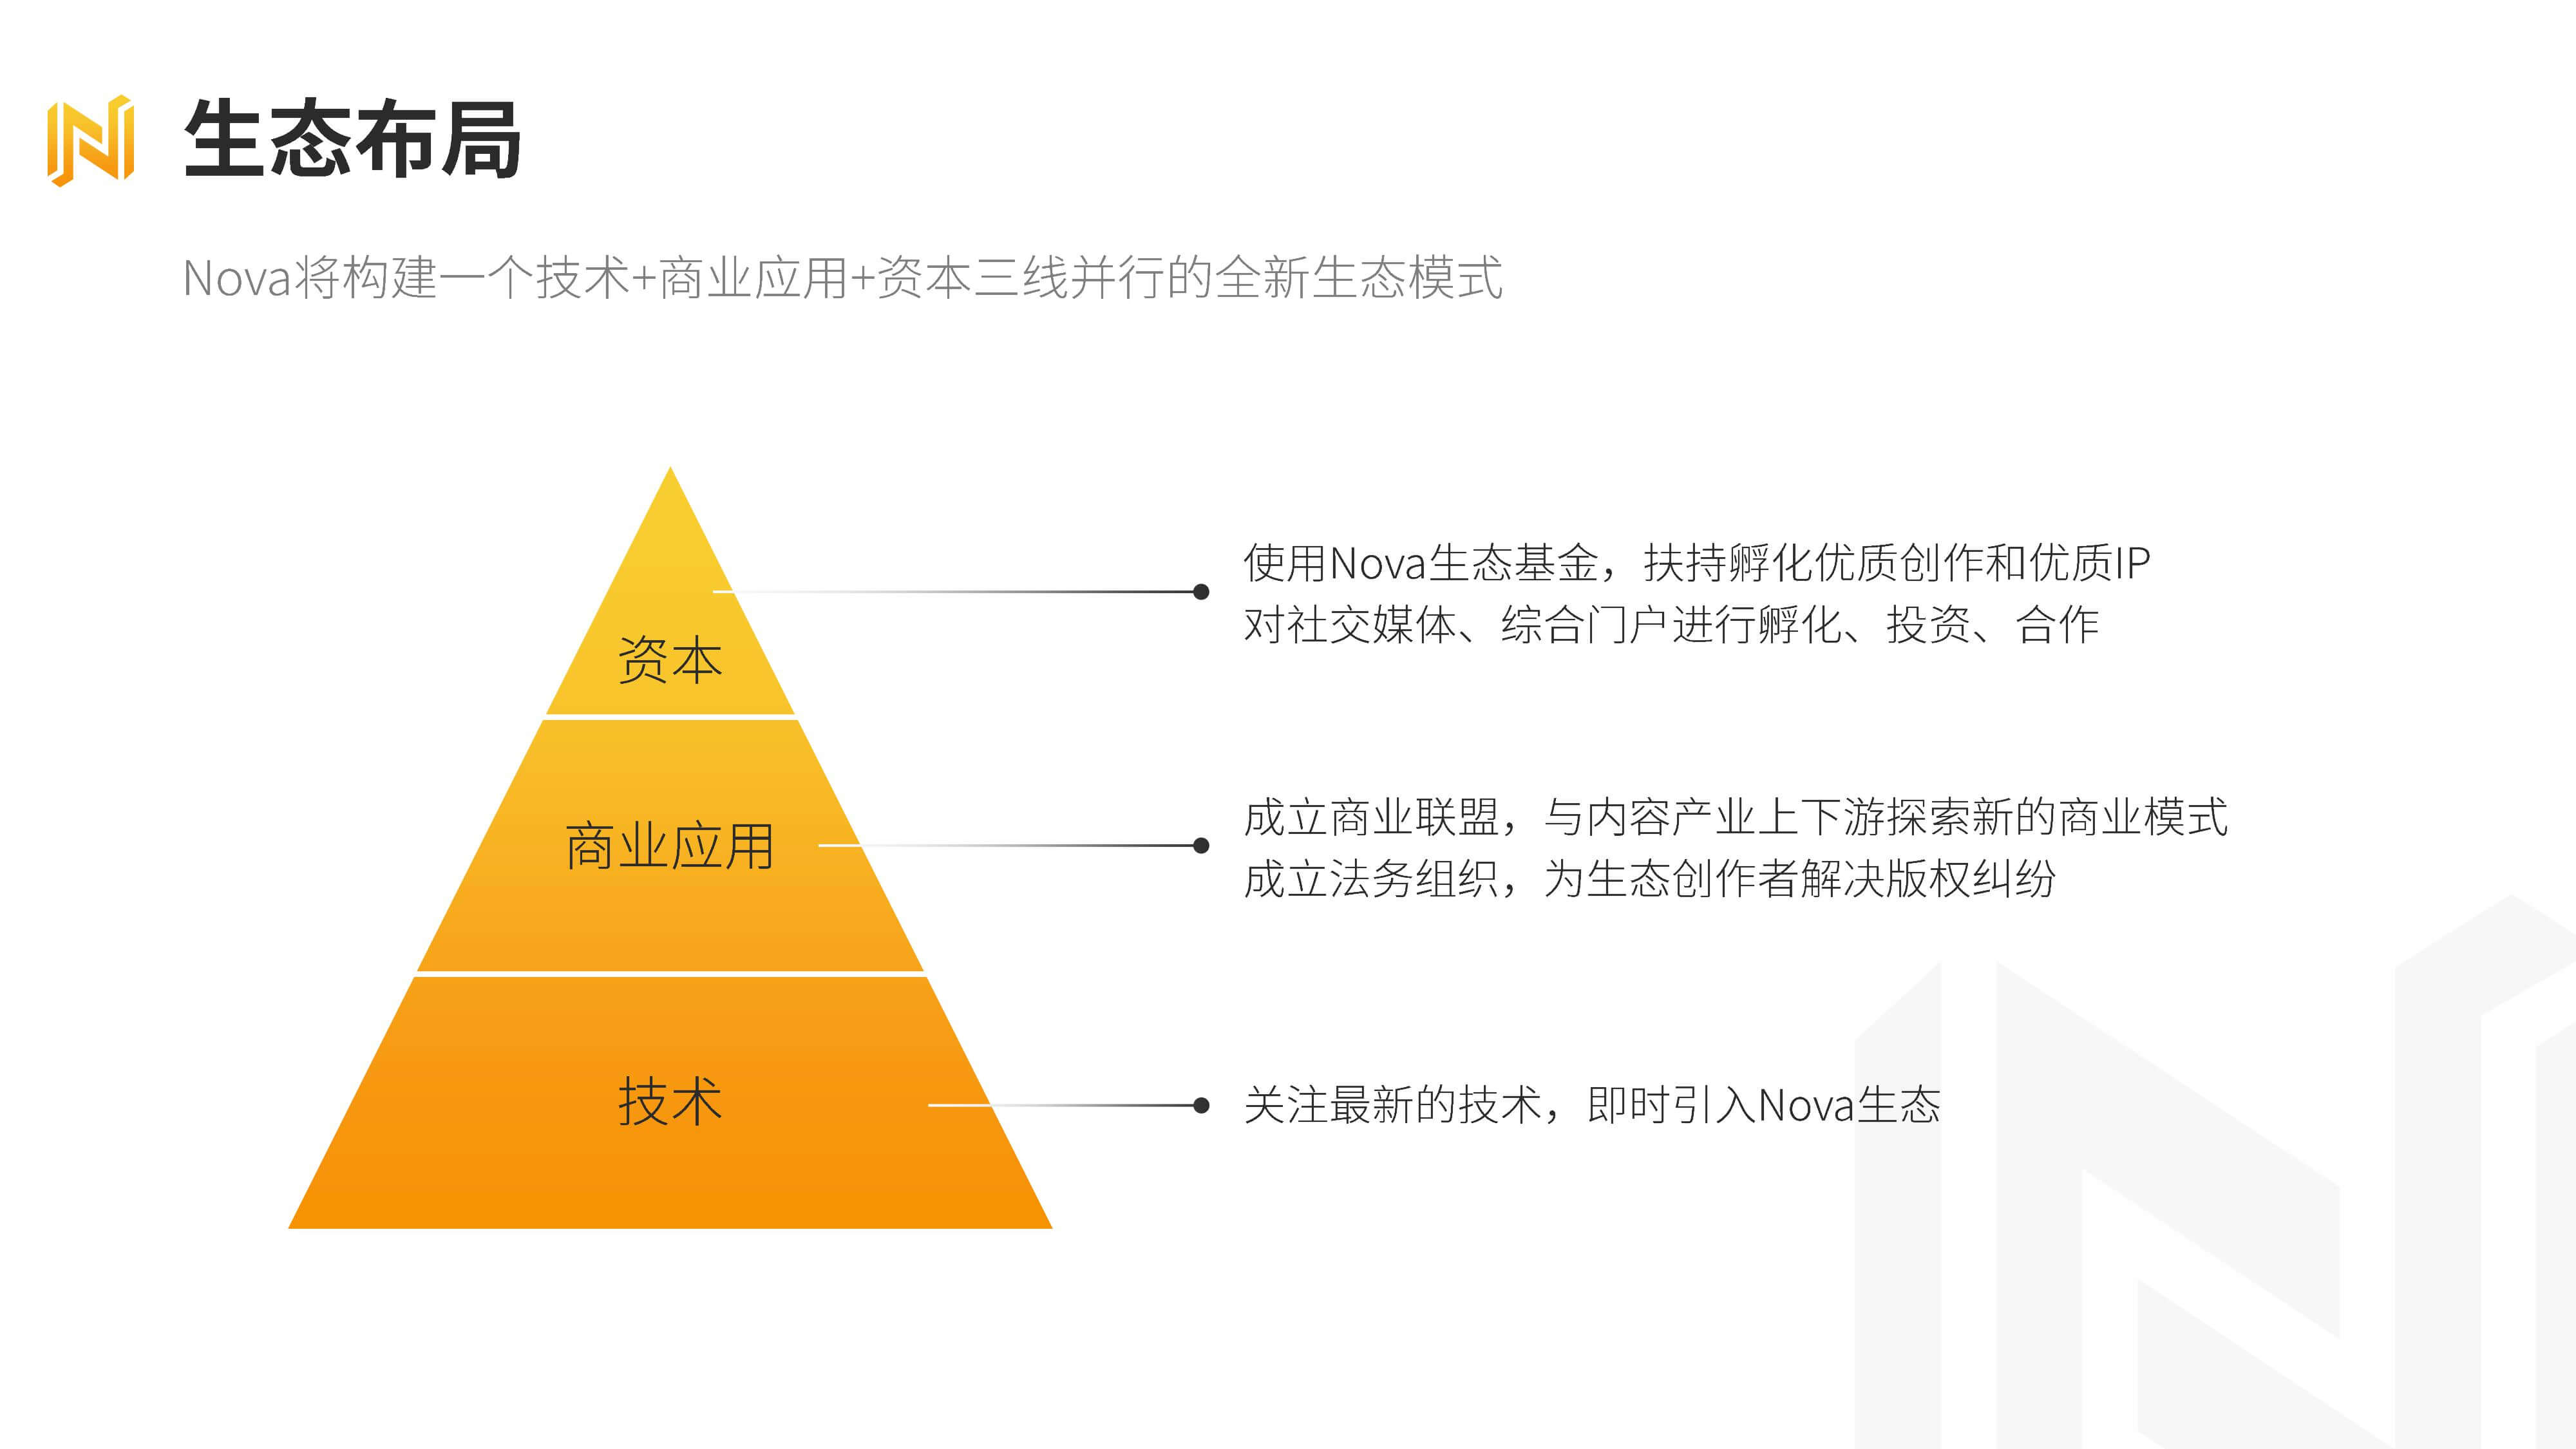 生态布局
Nova将构建一个技术+商业应用+资本三线并行的全新生态模式
资本
使用Nova生态基金，扶持孵化优质创作和优质IP
对社交媒体、综合门户进行孵化、投资、合作
商业应用
成立商业联盟，与内容产业上下游探索新的商业模式
成立法务组织，为生态创作者解决版权纠纷
技术
关注最新的技术，即时引入Nova生态